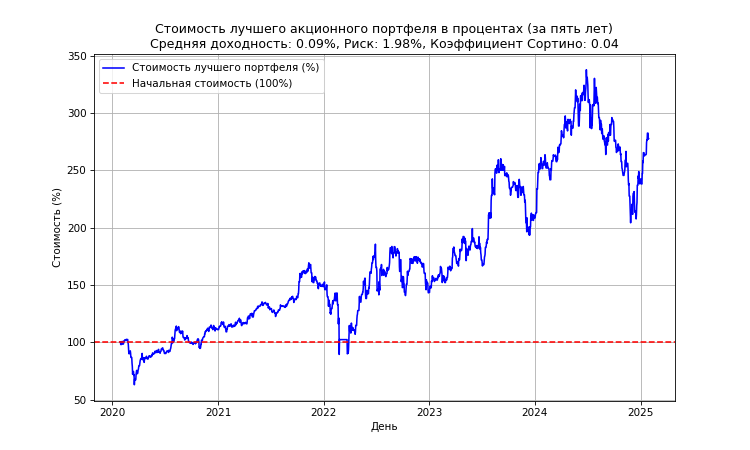 Стоимость лучшего акционного портфеля в процентах (за пять лет)
Средняя доходность: 0.09%, Риск: 1.98%, Коэффициент Сортино: 0.04
350
Стоимость лучшего портфеля (%)
Начальная стоимость (100%)
300
250
200
150
100
50
Стоимость (%)
2020
2021
2022
2023
2024
2025
День